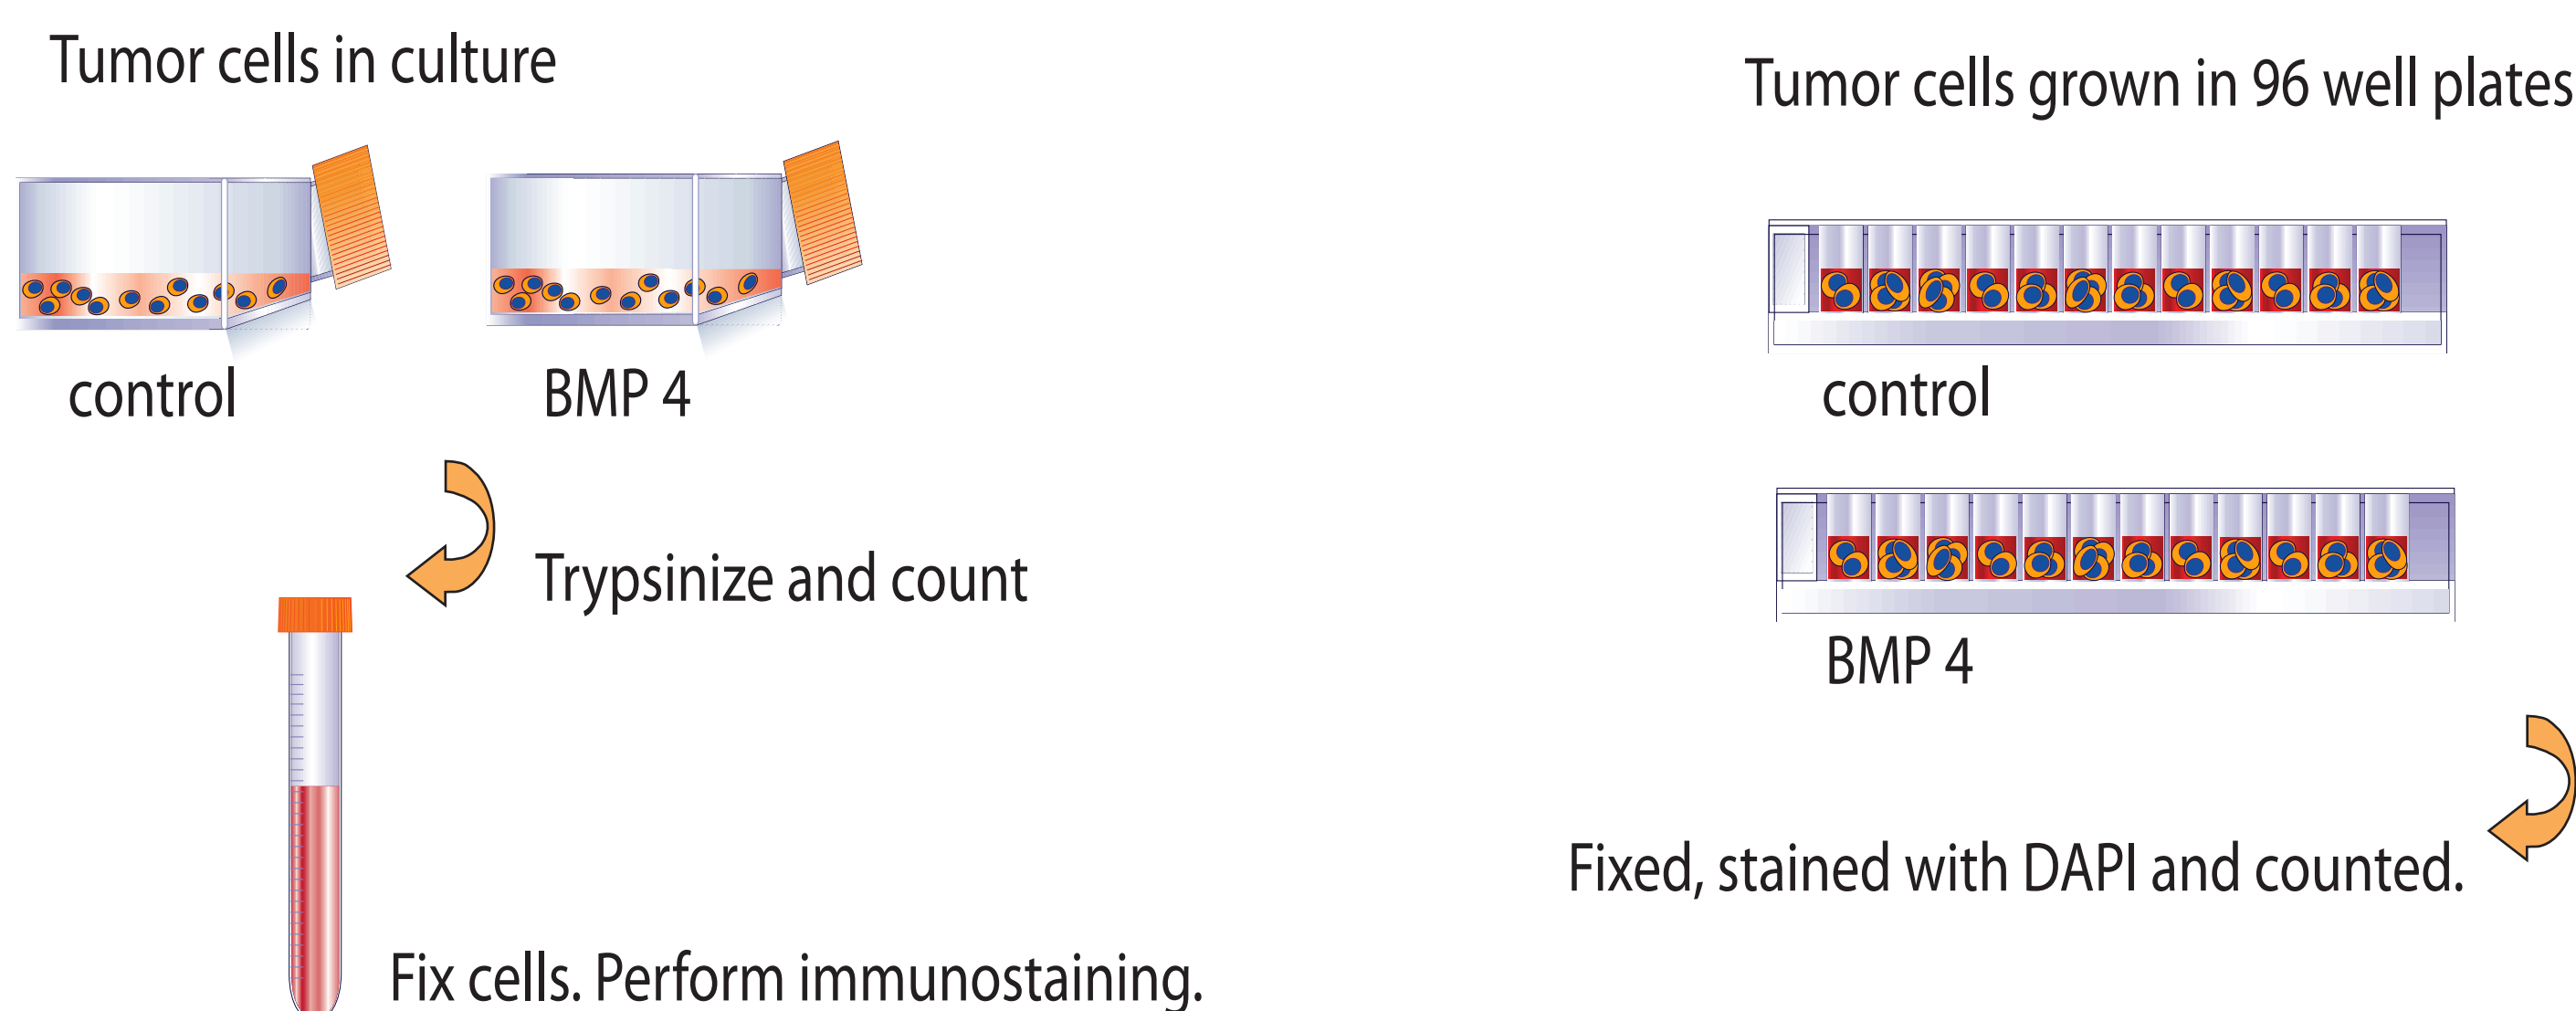 Tumor cells in culture
control
BMP 4
Trypsinize and count
Fix cells. Perform immunostaining.
Tumor cells grown in 96 well plates
control
BMP 4
Fixed, stained with DAPI and counted.